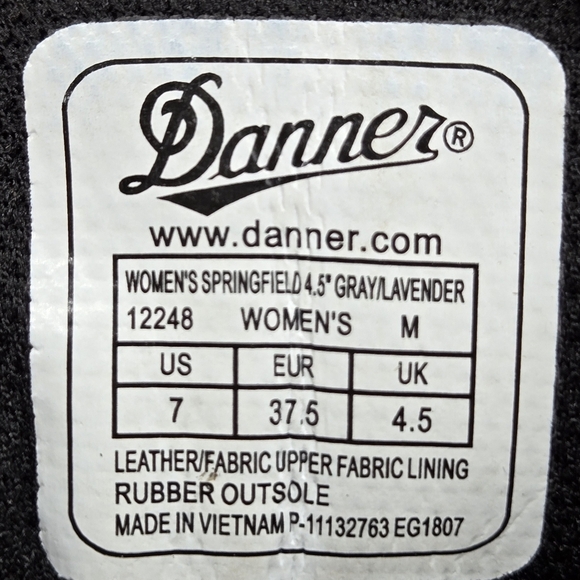 Danner®
www.danner.com
WOMEN'S SPRINGFIELD 4.5" GRAY/LAVENDER
12248 WOMEN'S M
US EUR UK
7 37.5 4.5
LEATHER/FABRIC UPPER FABRIC LINING
RUBBER OUTSOLE
MADE IN VIETNAM P-11132763 EG1807